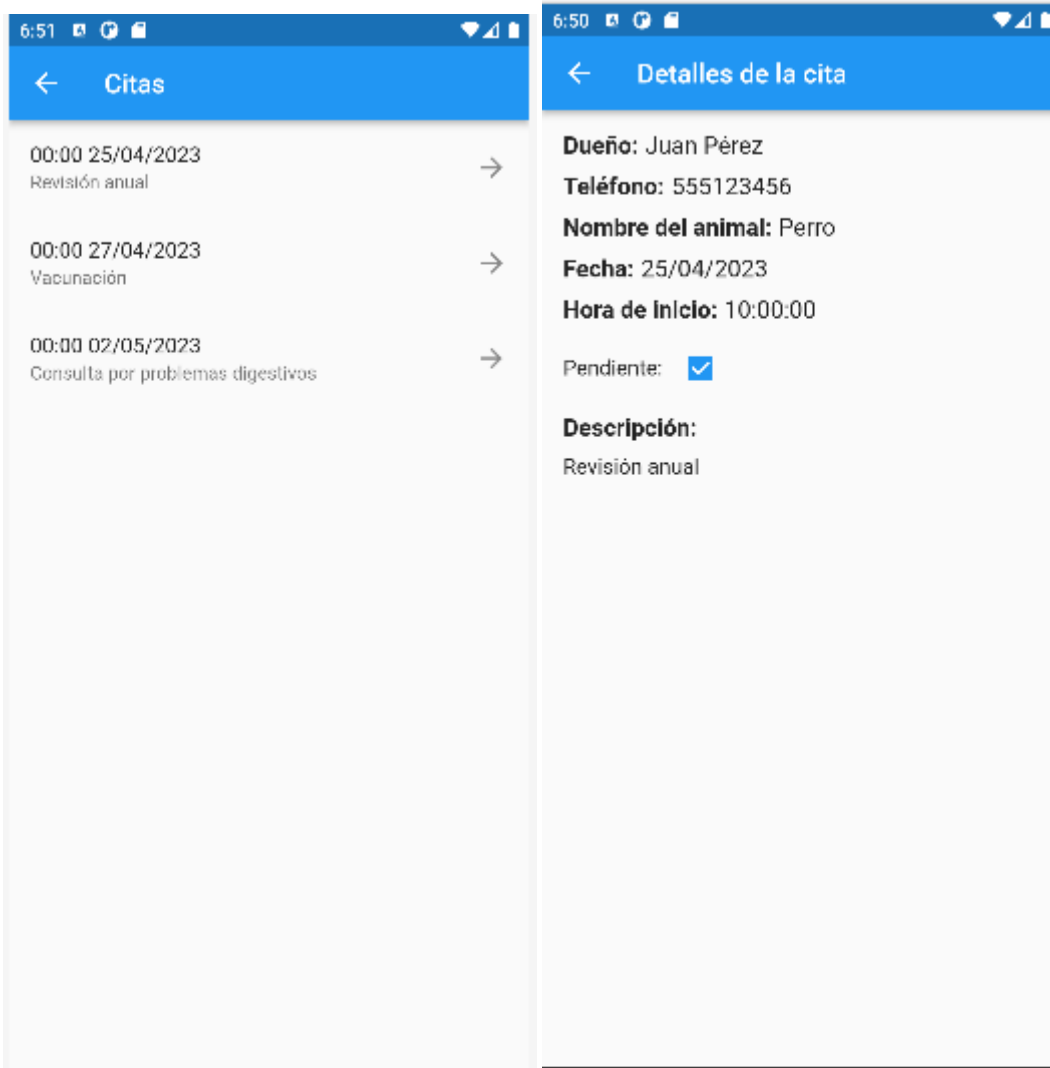 6:51
Citas
00:00 25/04/2023
Revisión anual
00:00 27/04/2023
Vacunación
00:00 02/05/2023
Consulta por problemas digestivos
6:50
Detalles de la cita
Dueño: Juan Pérez
Teléfono: 555123456
Nombre del animal: Perro
Fecha: 25/04/2023
Hora de inicio: 10:00:00
Pendiente:
Descripción:
Revisión anual